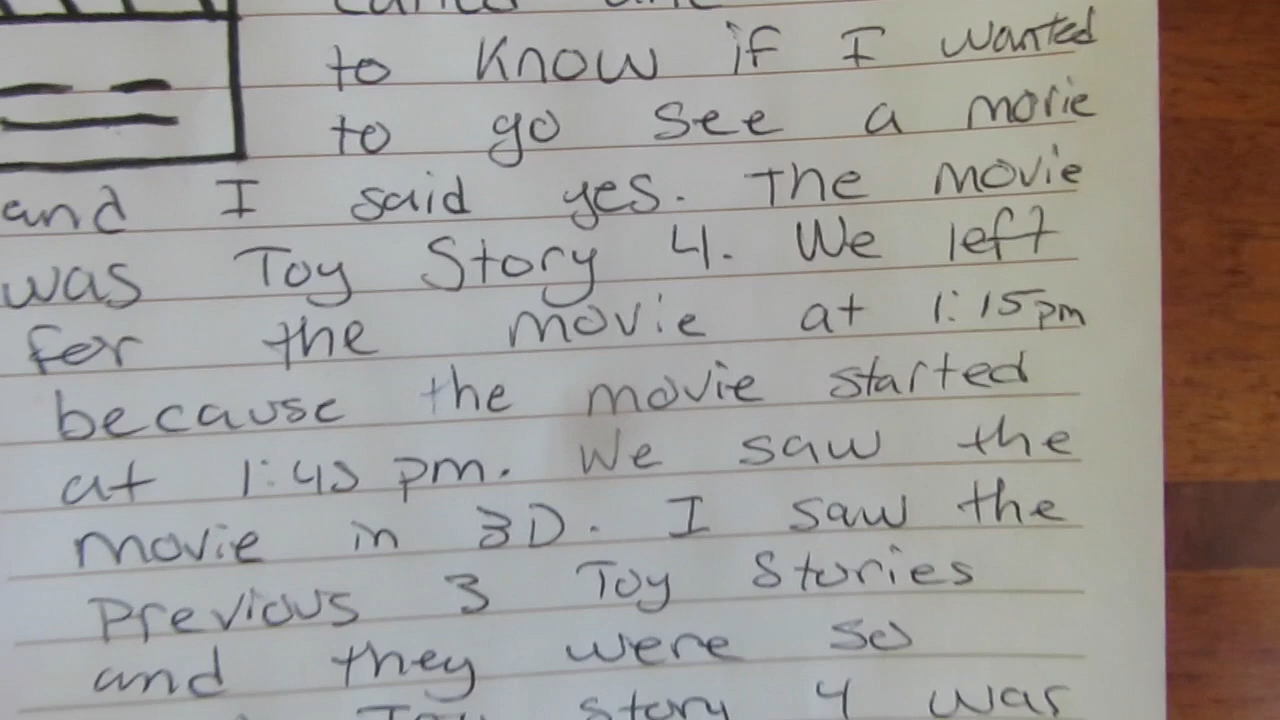 to know if I wanted
to go see a movie
and I said yes. The movie
was Toy Story 4. We left
for the movie at 1:15pm
because the movie started
at 1:45 pm. We saw the
movie in 3D. I saw the
Previous 3 Toy Stories
and they were so
Toy Story 4 was